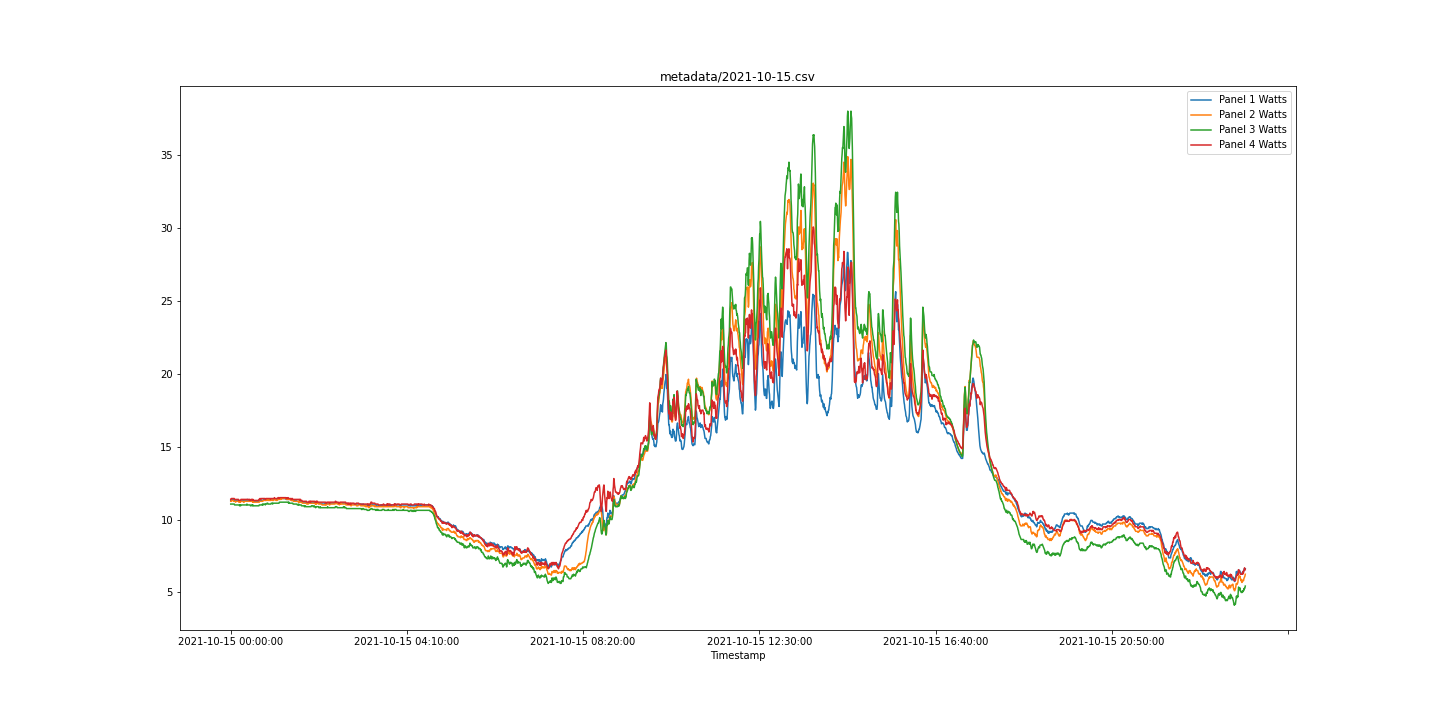 metadata/2021-10-15.csv
Panel 1 Watts
Panel 2 Watts
Panel 3 Watts
Panel 4 Watts
35
30
25
20
15
10
5
2021-10-15 00:00:00 2021-10-15 04:10:00 2021-10-15 08:20:00 2021-10-15 12:30:00 2021-10-15 16:40:00 2021-10-15 20:50:00
Timestamp